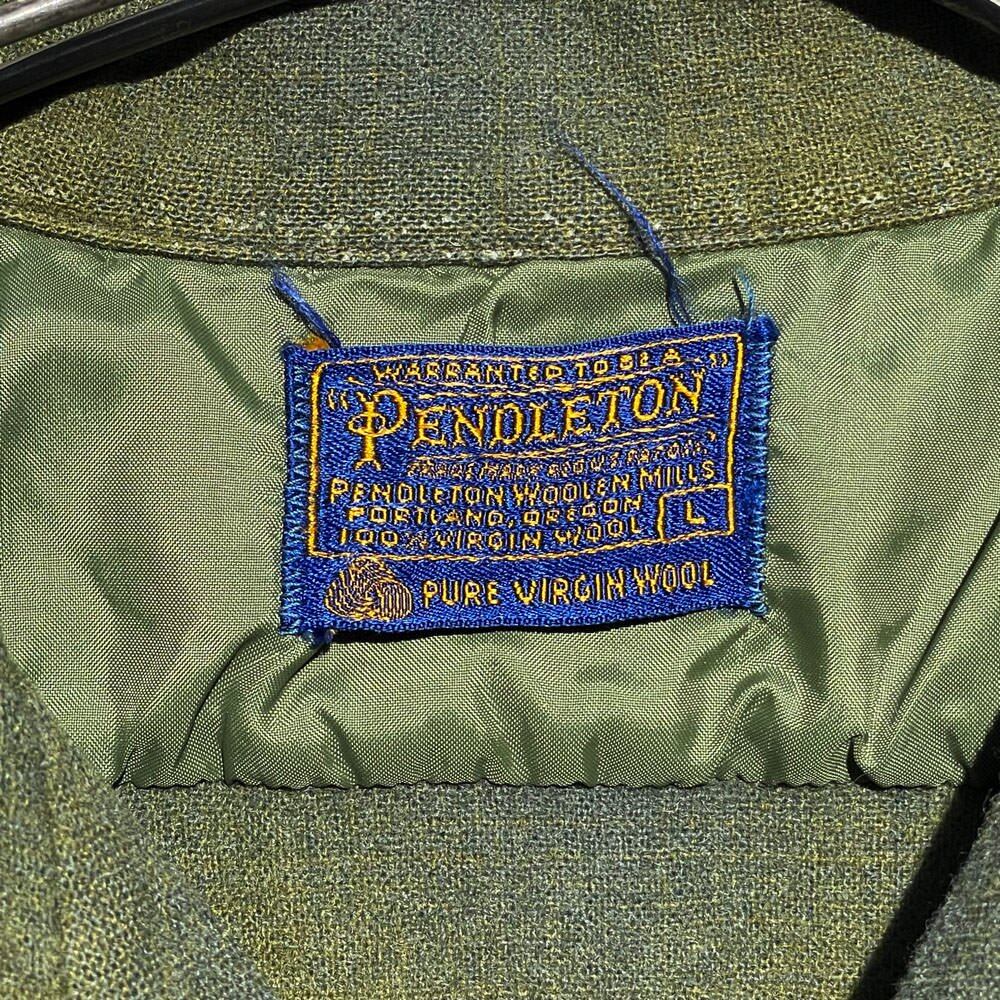 WARRANTED TO BE A
"PENDLETON"
PENDLETON WOOLEN MILLS
PORTLAND, OREGON
100% VIRGIN WOOL
L
PURE VIRGIN WOOL